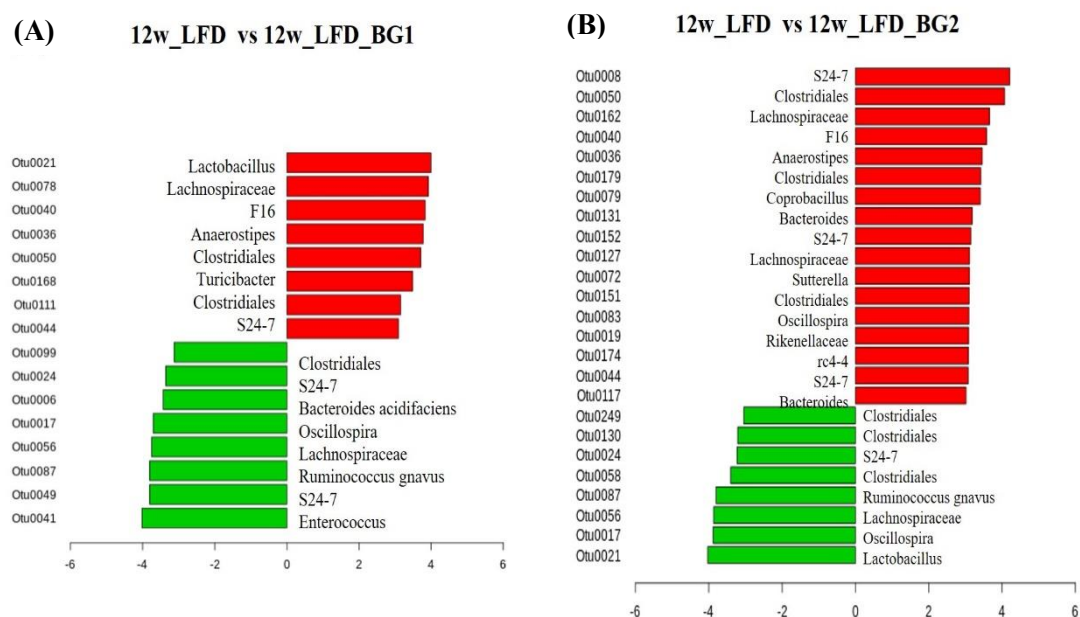 (A) 12w_LFD vs 12w_LFD_BG1
Otu0021 Lactobacillus
Otu0078 Lachnospiraceae
Otu0040 F16
Otu0036 Anaerostipes
Otu0050 Clostridiales
Otu0168 Turicibacter
Otu0111 Clostridiales
Otu0044 S24-7
Otu0099 Clostridiales
Otu0024 S24-7
Otu0006 Bacteroides acidifaciens
Otu0017 Oscillospira
Otu0056 Lachnospiraceae
Otu0087 Ruminococcus gnavus
Otu0049 S24-7
Otu0041 Enterococcus
-6 -4 -2 0 2 4 6
(B) 12w_LFD vs 12w_LFD_BG2
Otu0008 S24-7
Otu0050 Clostridiales
Otu0162 Lachnospiraceae
Otu0040 F16
Otu0036 Anaerostipes
Otu0179 Clostridiales
Otu0079 Coprobacillus
Otu0131 Bacteroides
Otu0152 S24-7
Otu0127 Lachnospiraceae
Otu0072 Sutterella
Otu0151 Clostridiales
Otu0083 Oscillospira
Otu0019 Rikenellaceae
Otu0174 rc4-4
Otu0044 S24-7
Otu0117 Bacteroides
Otu0249 Clostridiales
Otu0130 Clostridiales
Otu0024 S24-7
Otu0058 Clostridiales
Otu0087 Ruminococcus gnavus
Otu0056 Lachnospiraceae
Otu0017 Oscillospira
Otu0021 Lactobacillus
-6 -4 -2 0 2 4 6